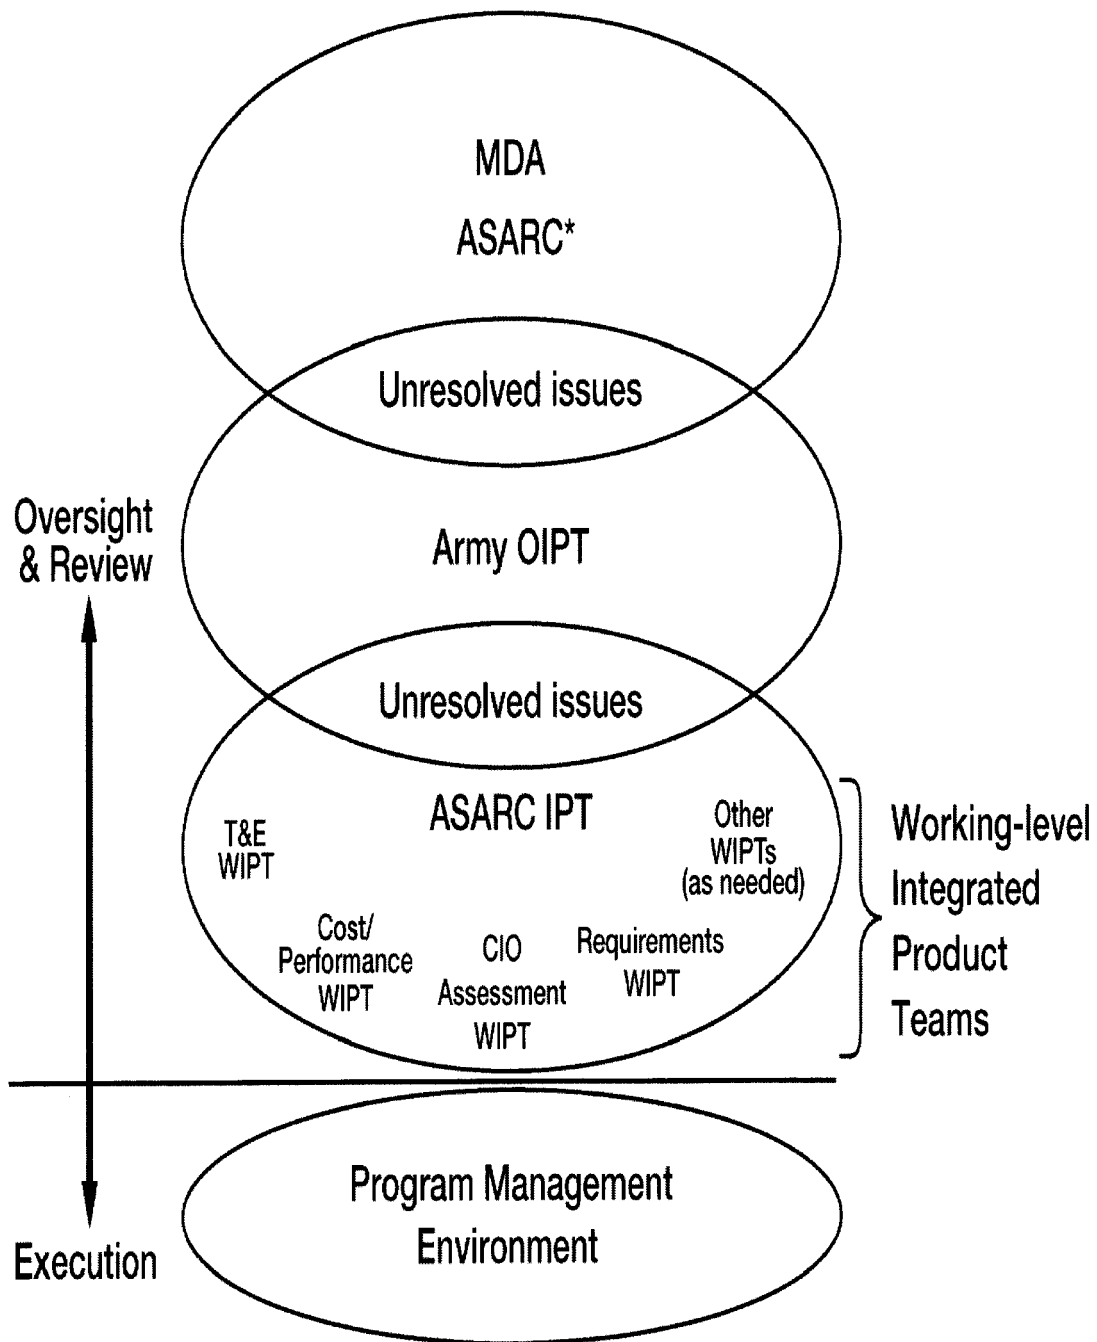 MDA
ASARC*
Unresolved issues
Oversight
& Review
Army OIPT
Unresolved issues
ASARC IPT
T&E
WIPT
Other
WIPTs
(as needed)
Cost/
Performance
WIPT
CIO
Assessment
WIPT
Requirements
WIPT
Working-level
Integrated
Product
Teams
Program Management
Environment
Execution